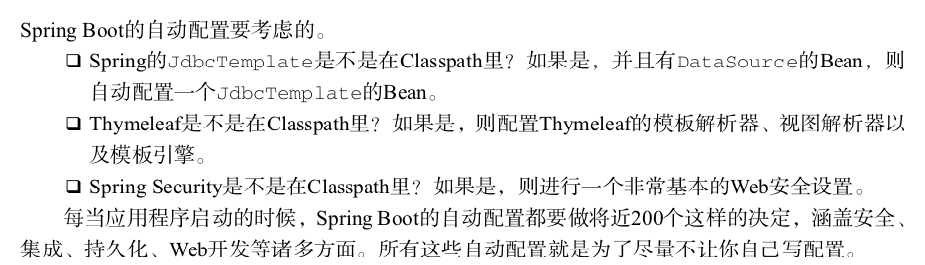 Spring Boot的自动配置要考虑的。
❑ Spring的JdbcTemplate是不是在Classpath里？如果是，并且有DataSource的Bean，则
自动配置一个JdbcTemplate的Bean。
❑ Thymeleaf是不是在Classpath里？如果是，则配置Thymeleaf的模板解析器、视图解析器以
及模板引擎。
❑ Spring Security是不是在Classpath里？如果是，则进行一个非常基本的Web安全设置。
每当应用程序启动的时候，Spring Boot的自动配置都要做将近200个这样的决定，涵盖安全、
集成、持久化、Web开发等诸多方面。所有这些自动配置就是为了尽量不让你自己写配置。